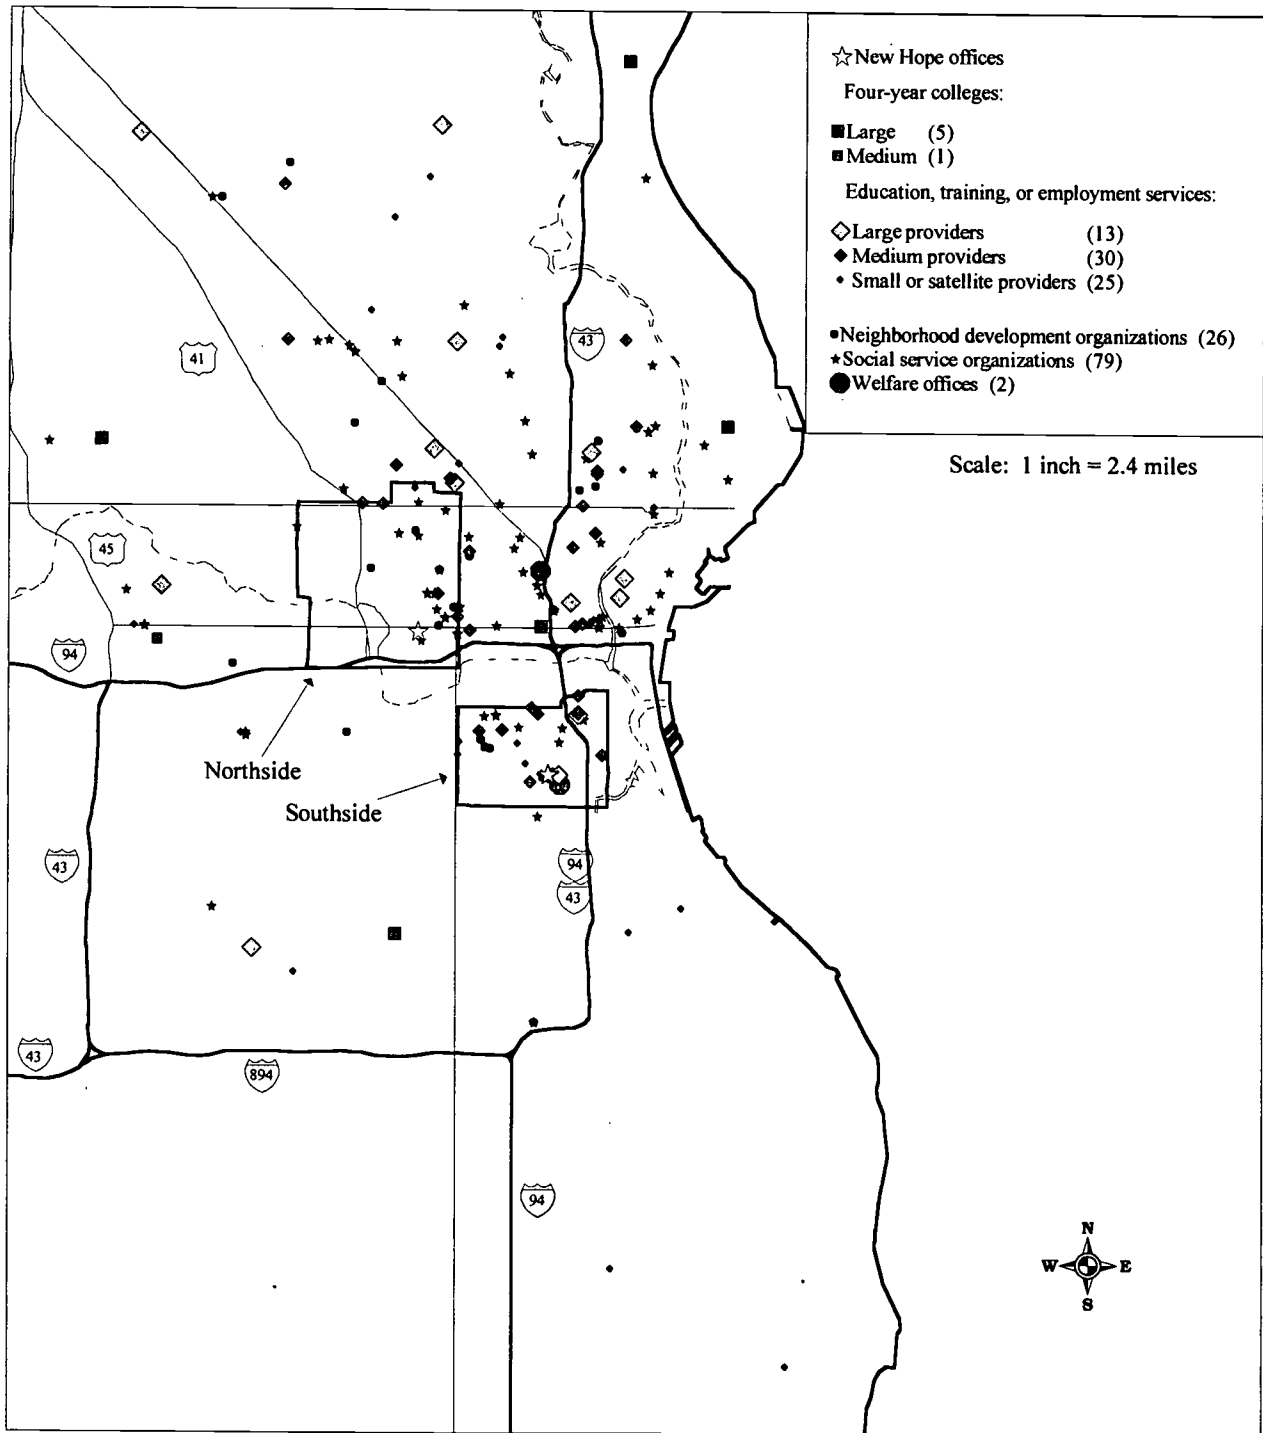 ☆New Hope offices
Four-year colleges:
■Large (5)
■Medium (1)
Education, training, or employment services:
◇Large providers (13)
◆Medium providers (30)
◆Small or satellite providers (25)
●Neighborhood development organizations (26)
★Social service organizations (79)
●Welfare offices (2)
Scale: 1 inch = 2.4 miles
43
41
45
94
Northside
Southside
43
94
43
43
894
94
N
W E
S